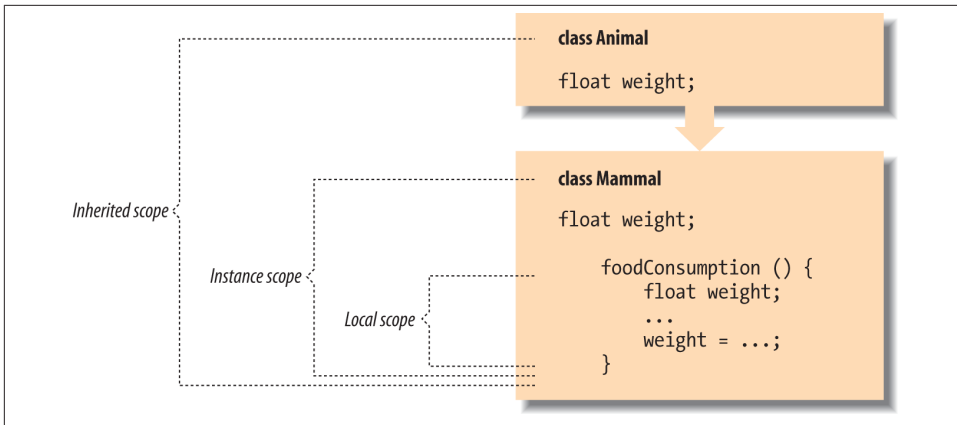 class Animal
float weight;
class Mammal
Inherited scope
float weight;
foodConsumption () {
Instance scope
float weight;
Local scope
...
weight = ...;
}